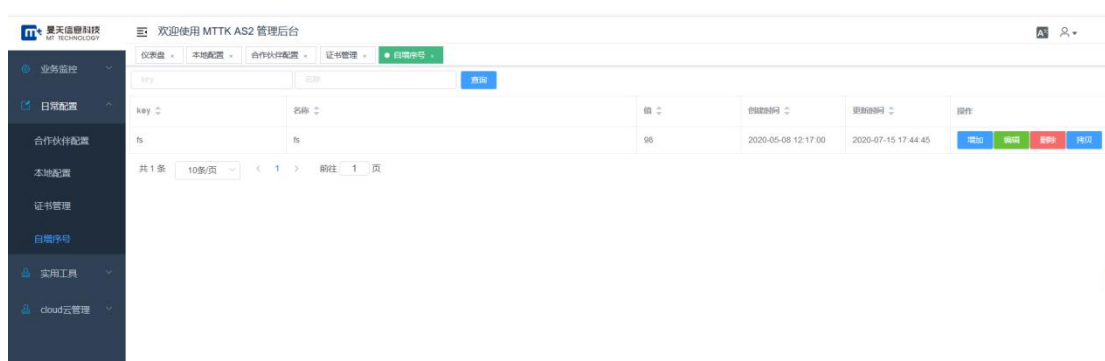 曼天信息科技
MT TECHNOLOGY
欢迎使用 MTTK AS2 管理后台
仪表盘 × 本地配置 × 合作伙伴配置 × 证书管理 × 自增序号 ×
key 名称 查询
key 名称 值 创建时间 更新时间 操作
fs fs 98 2020-05-08 12:17:00 2020-07-15 17:44:45 增加 编辑 删除 拷贝
共 1 条 10条/页 < 1 > 前往 1 页
业务监控
日常配置
合作伙伴配置
本地配置
证书管理
自增序号
实用工具
cloud云管理